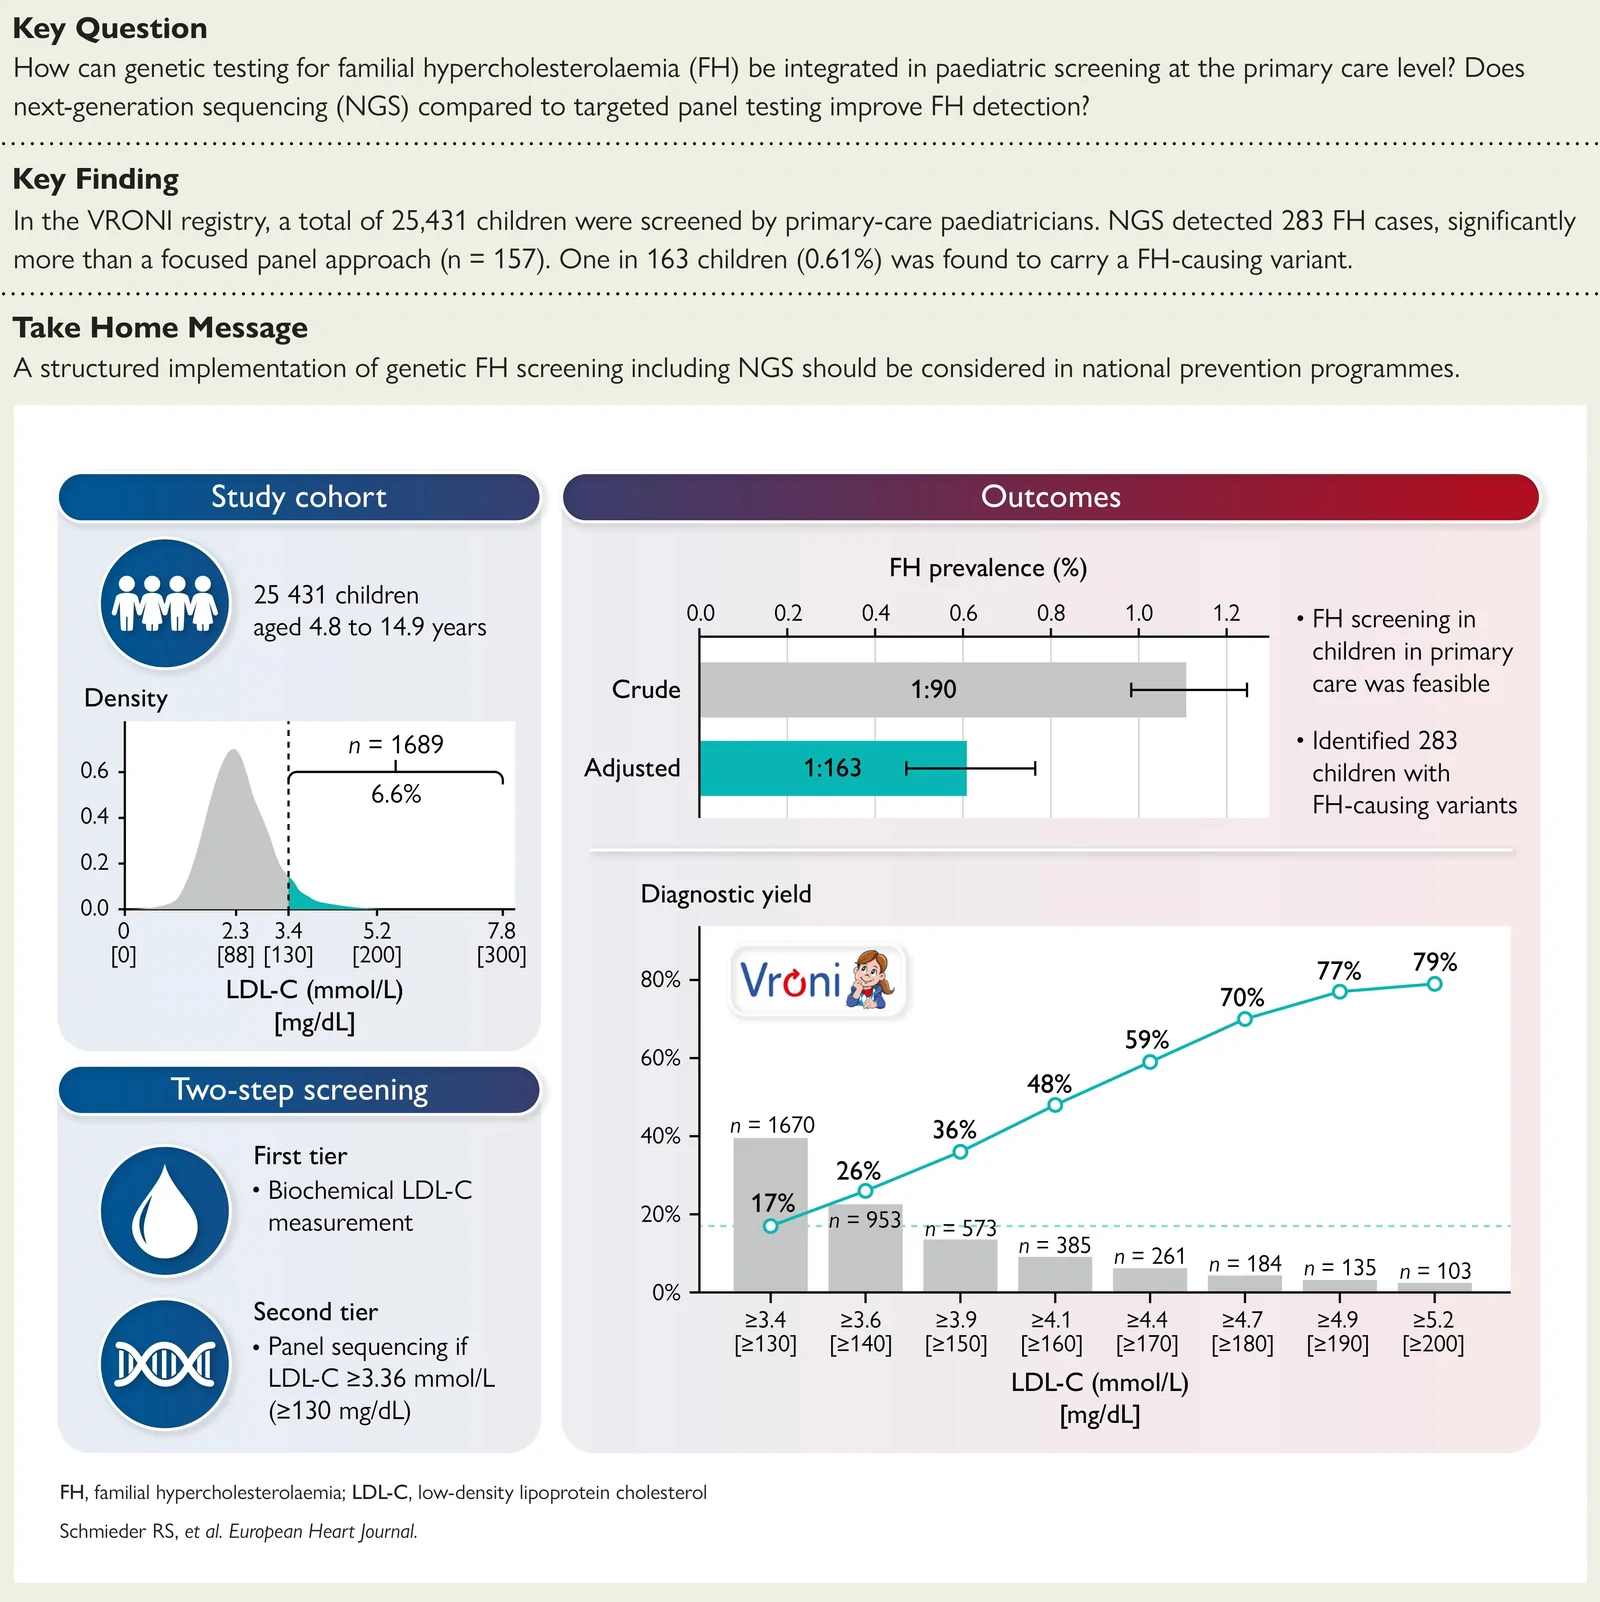 Key Question
How can genetic testing for familial hypercholesterolaemia (FH) be integrated in paediatric screening at the primary care level? Does
next-generation sequencing (NGS) compared to targeted panel testing improve FH detection?
Key Finding
In the VRONI registry, a total of 25,431 children were screened by primary-care paediatricians. NGS detected 283 FH cases, significantly
more than a focused panel approach (n = 157). One in 163 children (0.61%) was found to carry a FH-causing variant.
Take Home Message
A structured implementation of genetic FH screening including NGS should be considered in national prevention programmes.
Study cohort
25 431 children
aged 4.8 to 14.9 years
Density
n = 1689
6.6%
0.6
0.4
0.2
0.0
0 2.3 3.4 5.2 7.8
[0] [88] [130] [200] [300]
LDL-C (mmol/L)
[mg/dL]
Two-step screening
First tier
• Biochemical LDL-C
measurement
Second tier
• Panel sequencing if
LDL-C ≥3.36 mmol/L
(≥130 mg/dL)
Outcomes
FH prevalence (%)
0.0 0.2 0.4 0.6 0.8 1.0 1.2
Crude 1:90
Adjusted 1:163
• FH screening in
children in primary
care was feasible
• Identified 283
children with
FH-causing variants
Diagnostic yield
Vroni
80%
60%
40%
20%
0%
17% 26% 36% 48% 59% 70% 77% 79%
n = 1670 n = 953 n = 573 n = 385 n = 261 n = 184 n = 135 n = 103
≥3.4 ≥3.6 ≥3.9 ≥4.1 ≥4.4 ≥4.7 ≥4.9 ≥5.2
[≥130] [≥140] [≥150] [≥160] [≥170] [≥180] [≥190] [≥200]
LDL-C (mmol/L)
[mg/dL]
FH, familial hypercholesterolaemia; LDL-C, low-density lipoprotein cholesterol
Schmieder RS, et al. European Heart Journal.